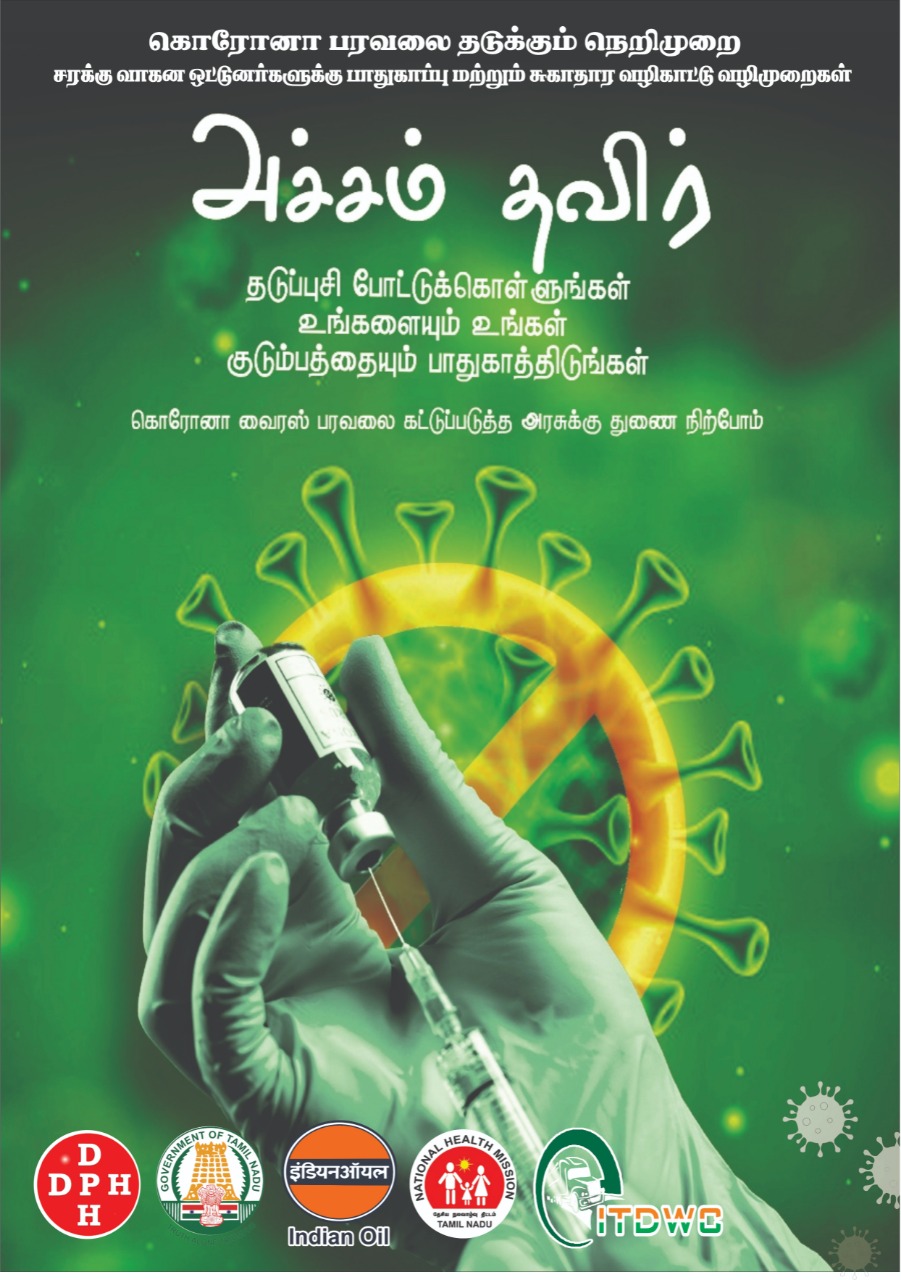 கொரோனா பரவலை தடுக்கும் நெறிமுறை
சரக்கு வாகன ஓட்டுனர்களுக்கு பாதுகாப்பு மற்றும் சுகாதார வழிகாட்டு வழிமுறைகள்
அச்சம் தவிர்
தடுப்புசி போட்டுக்கொள்ளுங்கள்
உங்களையும் உங்கள்
குடும்பத்தையும் பாதுகாத்திடுங்கள்
கொரோனா வைரஸ் பரவலை கட்டுப்படுத்த அரசுக்கு துணை நிற்போம்
D
DPH
H
GOVERNMENT OF TAMIL NADU
इंडियनऑयल
Indian Oil
NATIONAL HEALTH MISSION
தேசிய நலவாழ்வு திட்டம்
TAMIL NADU
ITDWC